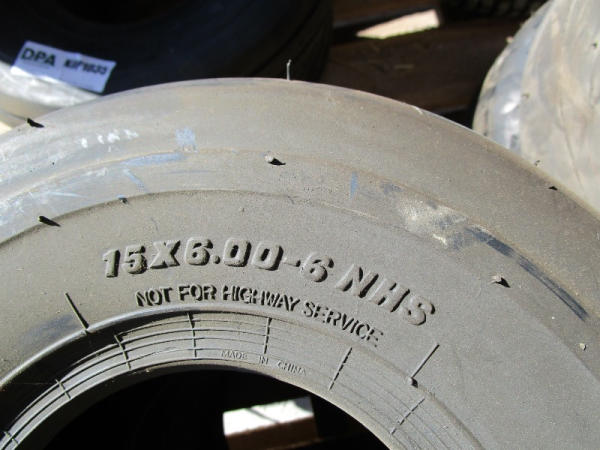 DPA
15X6.00-6 NHS
NOT FOR HIGHWAY SERVICE
MADE IN CHINA